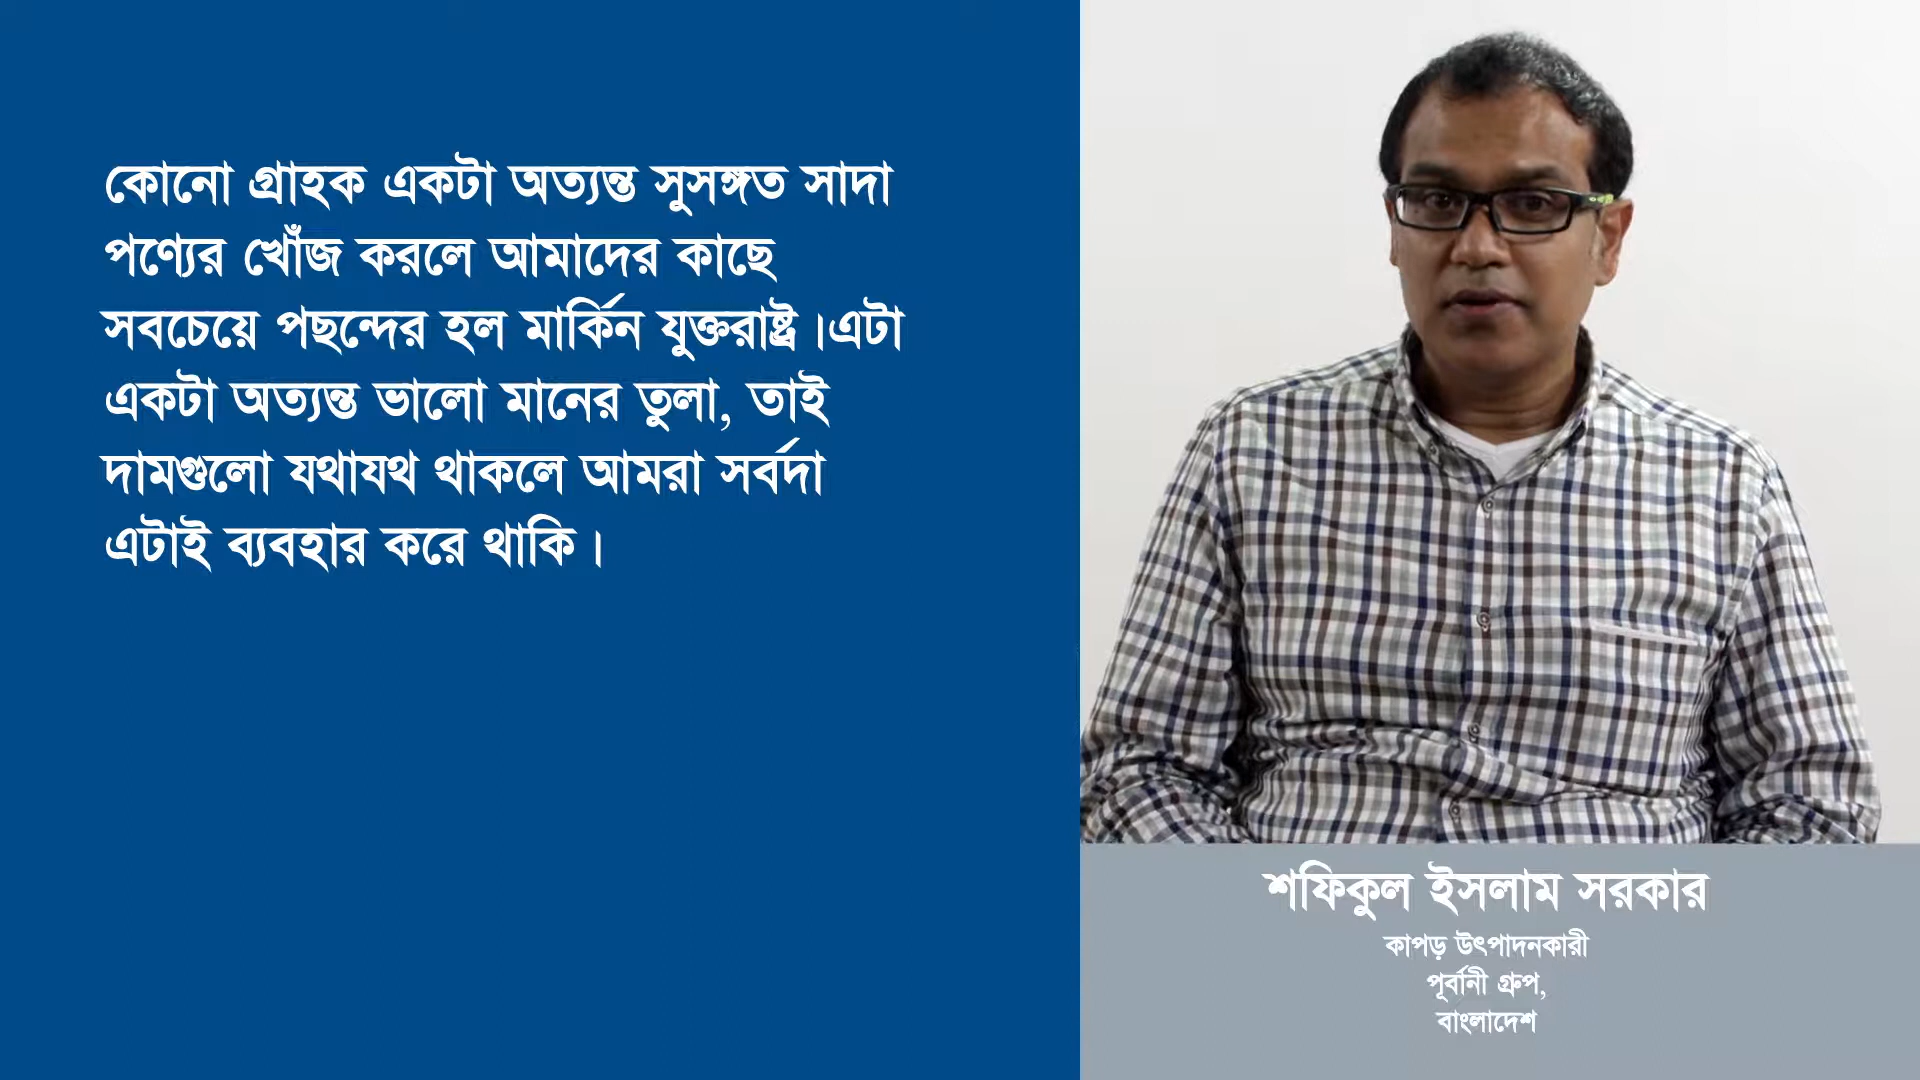 কোনো গ্রাহক একটা অত্যন্ত সুসঙ্গত সাদা
পণ্যের খোঁজ করলে আমাদের কাছে
সবচেয়ে পছন্দের হল মার্কিন যুক্তরাষ্ট্র।এটা
একটা অত্যন্ত ভালো মানের তুলা, তাই
দামগুলো যথাযথ থাকলে আমরা সর্বদা
এটাই ব্যবহার করে থাকি।
শফিকুল ইসলাম সরকার
কাপড় উৎপাদনকারী
পূর্বানী গ্রুপ,
বাংলাদেশ